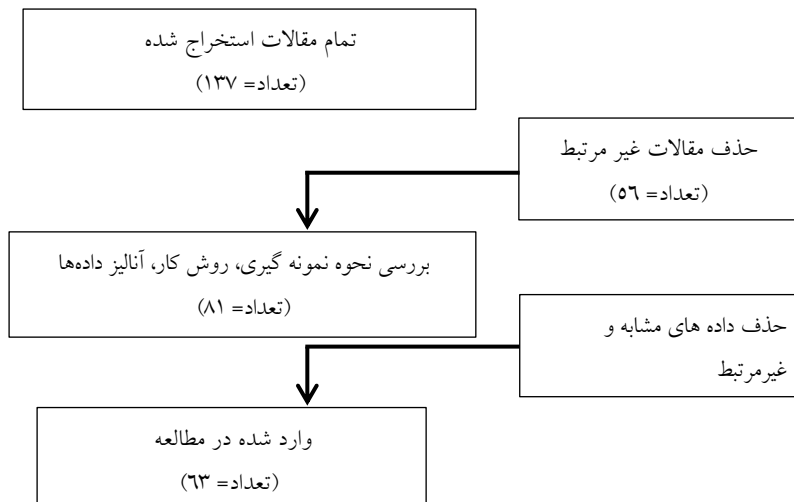 تمام مقالات استخراج شده
(تعداد= ۱۳۷)
حذف مقالات غیر مرتبط
(تعداد= ۵۶)
بررسی نحوه نمونه گیری، روش کار، آنالیز داده‌ها
(تعداد= ۸۱)
حذف داده های مشابه و
غیرمرتبط
وارد شده در مطالعه
(تعداد= ۶۳)